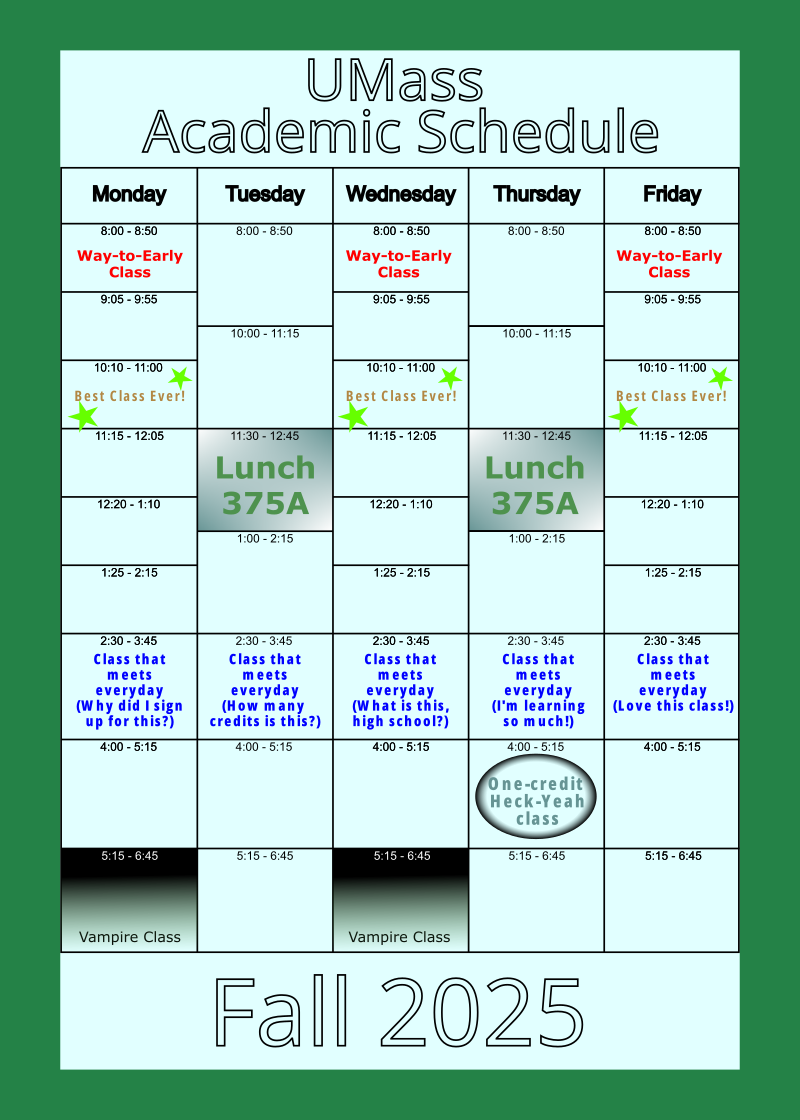 UMass
Academic Schedule
Monday Tuesday Wednesday Thursday Friday
8:00 - 8:50 8:00 - 8:50 8:00 - 8:50 8:00 - 8:50 8:00 - 8:50
Way-to-Early Way-to-Early Way-to-Early
Class Class Class
9:05 - 9:55 9:05 - 9:55 9:05 - 9:55
10:00 - 11:15 10:00 - 11:15
10:10 - 11:00 10:10 - 11:00 10:10 - 11:00
Best Class Ever! Best Class Ever! Best Class Ever!
11:15 - 12:05 11:30 - 12:45 11:15 - 12:05 11:30 - 12:45 11:15 - 12:05
Lunch Lunch
375A 375A
12:20 - 1:10 12:20 - 1:10 12:20 - 1:10
1:00 - 2:15 1:00 - 2:15
1:25 - 2:15 1:25 - 2:15 1:25 - 2:15
2:30 - 3:45 2:30 - 3:45 2:30 - 3:45 2:30 - 3:45 2:30 - 3:45
Class that Class that Class that Class that Class that
meets meets meets meets meets
everyday everyday everyday everyday everyday
(Why did I sign (How many (What is this, (I'm learning (Love this class!)
up for this?) credits is this?) high school?) so much!)
4:00 - 5:15 4:00 - 5:15 4:00 - 5:15 4:00 - 5:15 4:00 - 5:15
One-credit
Heck-Yeah
class
5:15 - 6:45 5:15 - 6:45 5:15 - 6:45 5:15 - 6:45 5:15 - 6:45
Vampire Class Vampire Class
Fall 2025